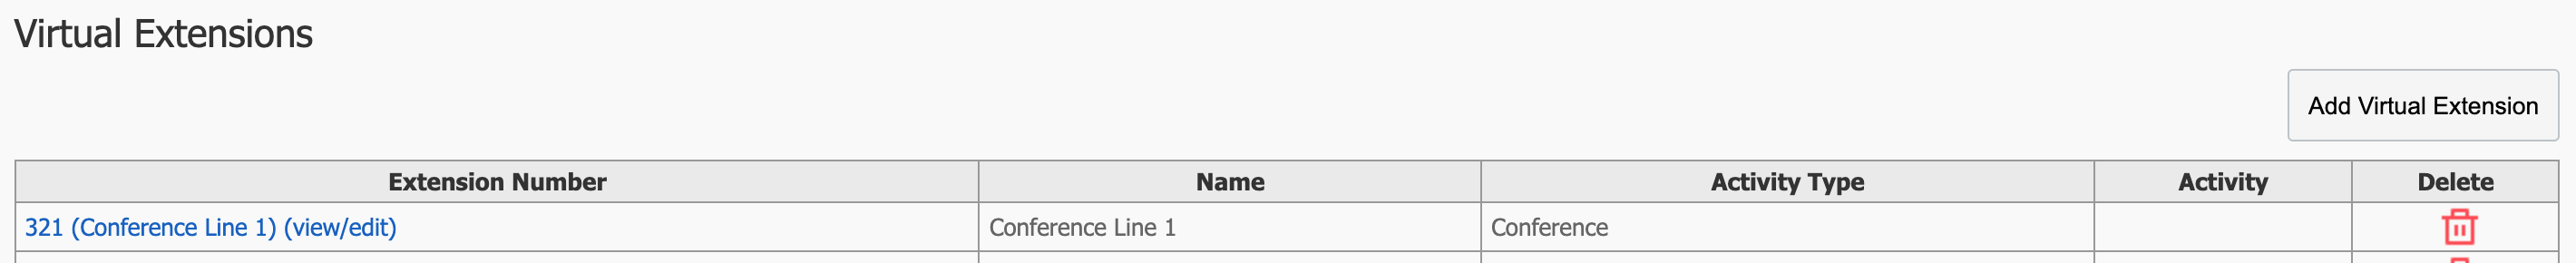 Virtual Extensions
Add Virtual Extension
Extension Number Name Activity Type Activity Delete
321 (Conference Line 1) (view/edit) Conference Line 1 Conference